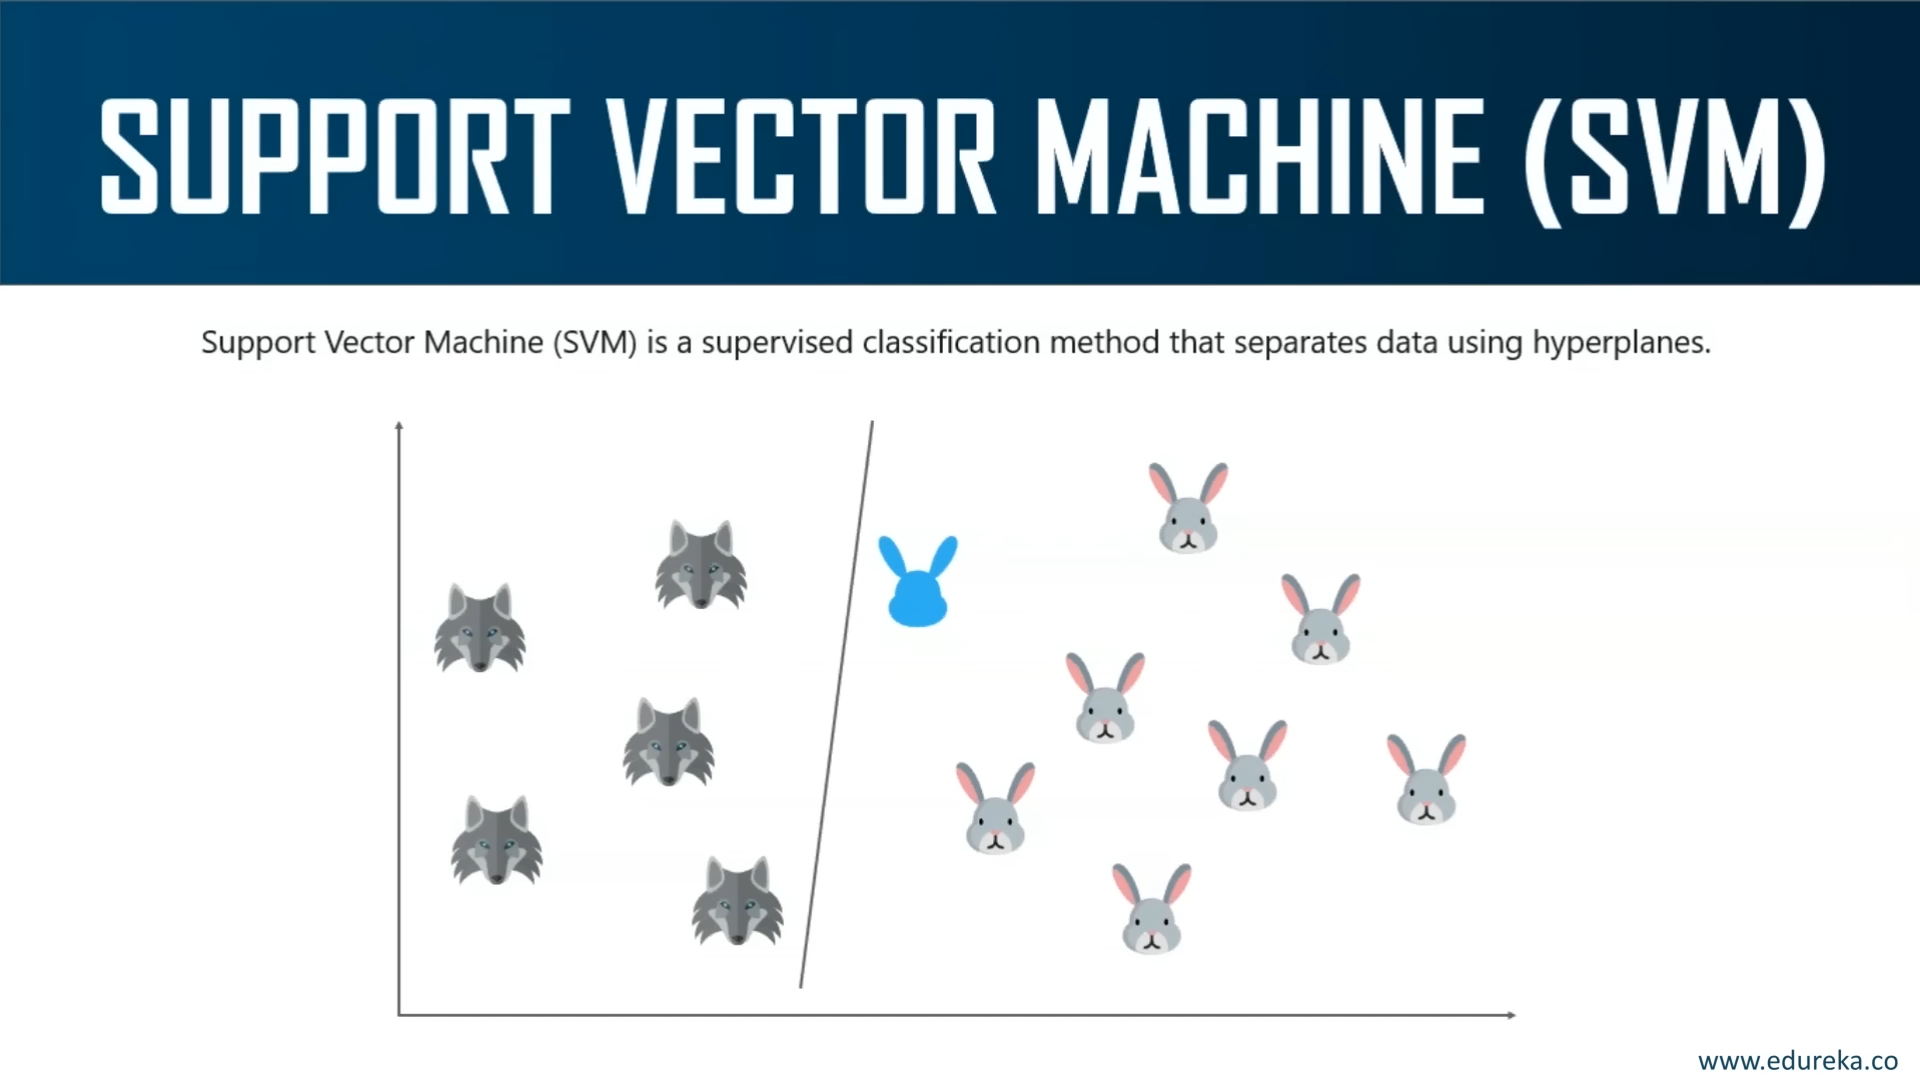 SUPPORT VECTOR MACHINE (SVM)
Support Vector Machine (SVM) is a supervised classification method that separates data using hyperplanes.
www.edureka.co